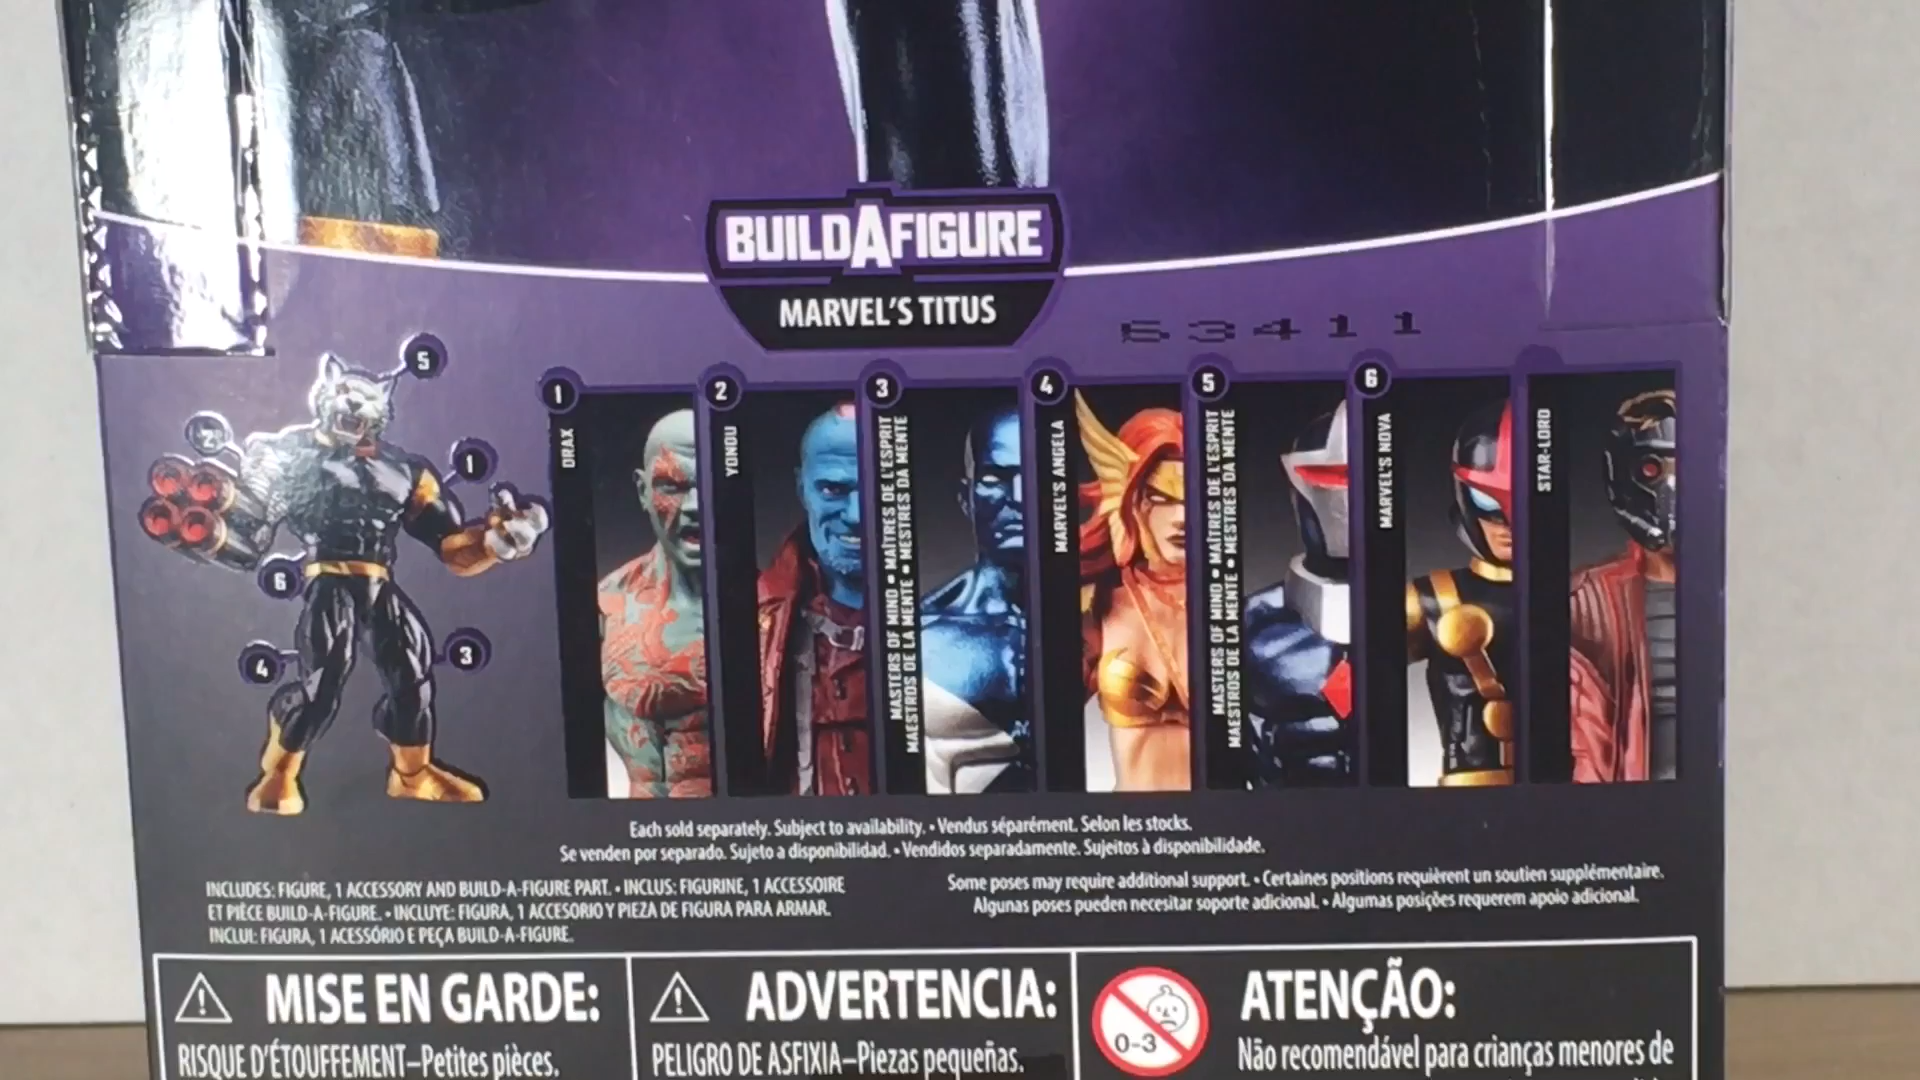 BUILDAFIGURE
MARVEL'S TITUS
53411
5
2
1
6
4
3
1
DRAX
2
YONDU
3
MASTERS OF MIND • MAÎTRES DE L'ESPRIT
MAESTROS DE LA MENTE • MESTRES DA MENTE
4
MARVEL'S ANGELA
5
MASTERS OF MIND • MAÎTRES DE L'ESPRIT
MAESTROS DE LA MENTE • MESTRES DA MENTE
6
MARVEL'S NOVA
STAR-LORD
Each sold separately. Subject to availability. • Vendus séparément. Selon les stocks.
Se venden por separado. Sujeto a disponibilidad. • Vendidos separadamente. Sujeitos à disponibilidade.
INCLUDES: FIGURE, 1 ACCESSORY AND BUILD-A-FIGURE PART. • INCLUS: FIGURINE, 1 ACCESSOIRE
ET PIÈCE BUILD-A-FIGURE. • INCLUYE: FIGURA, 1 ACCESORIO Y PIEZA DE FIGURA PARA ARMAR.
INCLUI: FIGURA, 1 ACESSÓRIO E PEÇA BUILD-A-FIGURE.
Some poses may require additional support. • Certaines positions requièrent un soutien supplémentaire.
Algunas poses pueden necesitar soporte adicional. • Algumas posições requerem apoio adicional.
MISE EN GARDE:
RISQUE D'ÉTOUFFEMENT–Petites pièces.
ADVERTENCIA:
PELIGRO DE ASFIXIA–Piezas pequeñas.
0-3
ATENÇÃO:
Não recomendável para crianças menores de